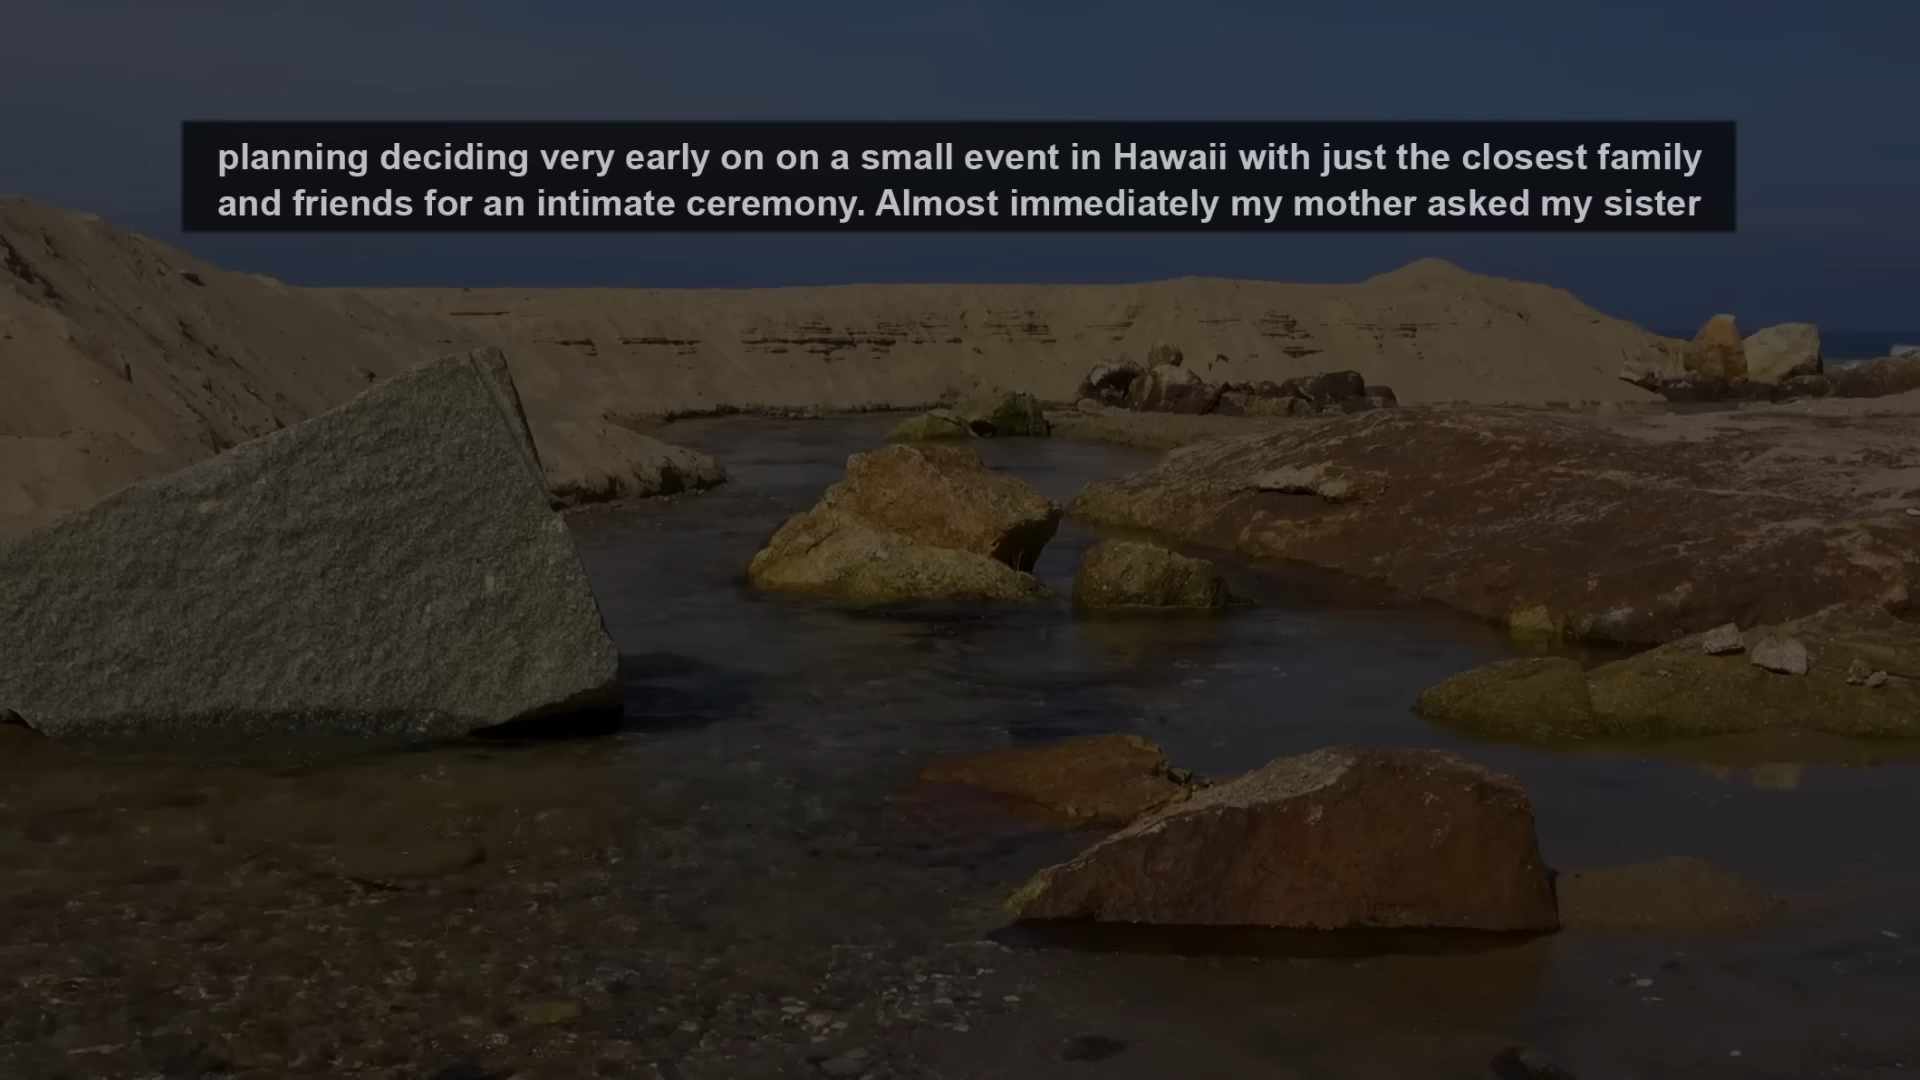 planning deciding very early on on a small event in Hawaii with just the closest family
and friends for an intimate ceremony. Almost immediately my mother asked my sister